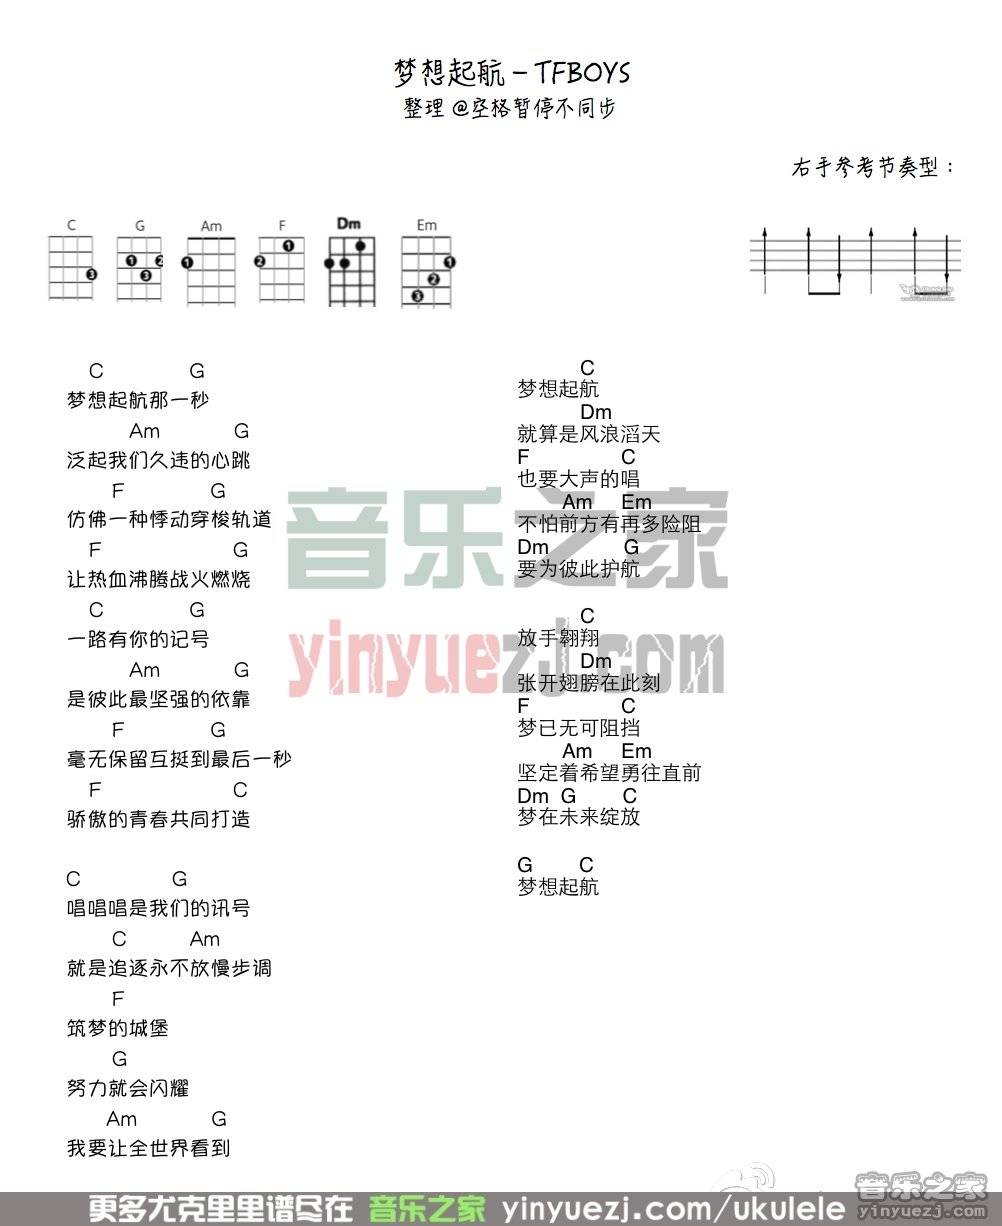 梦想起航 - TFBOYS
整理 @空格暂停不同步
右手参考节奏型：
C G Am F Dm Em
3 1 2 3 1 1 2 1 2 3
C G
梦想起航那一秒
Am G
泛起我们久违的心跳
F G
仿佛一种悸动穿梭轨道
F G
让热血沸腾战火燃烧
C G
一路有你的记号
Am G
是彼此最坚强的依靠
F G
毫无保留互挺到最后一秒
F C
骄傲的青春共同打造
C G
唱唱唱是我们的讯号
C Am
就是追逐永不放慢步调
F
筑梦的城堡
G
努力就会闪耀
Am G
我要让全世界看到
C
梦想起航
Dm
就算是风浪滔天
F C
也要大声的唱
Am Em
不怕前方有再多险阻
Dm G
要为彼此护航
C
放手翱翔
Dm
张开翅膀在此刻
F C
梦已无可阻挡
Am Em
坚定着希望勇往直前
Dm G C
梦在未来绽放
G C
梦想起航
音乐之家
yinyuezj.com
更多尤克里里谱尽在 音乐之家 yinyuezj.com/ukulele
音乐之家
yinyuezj.com